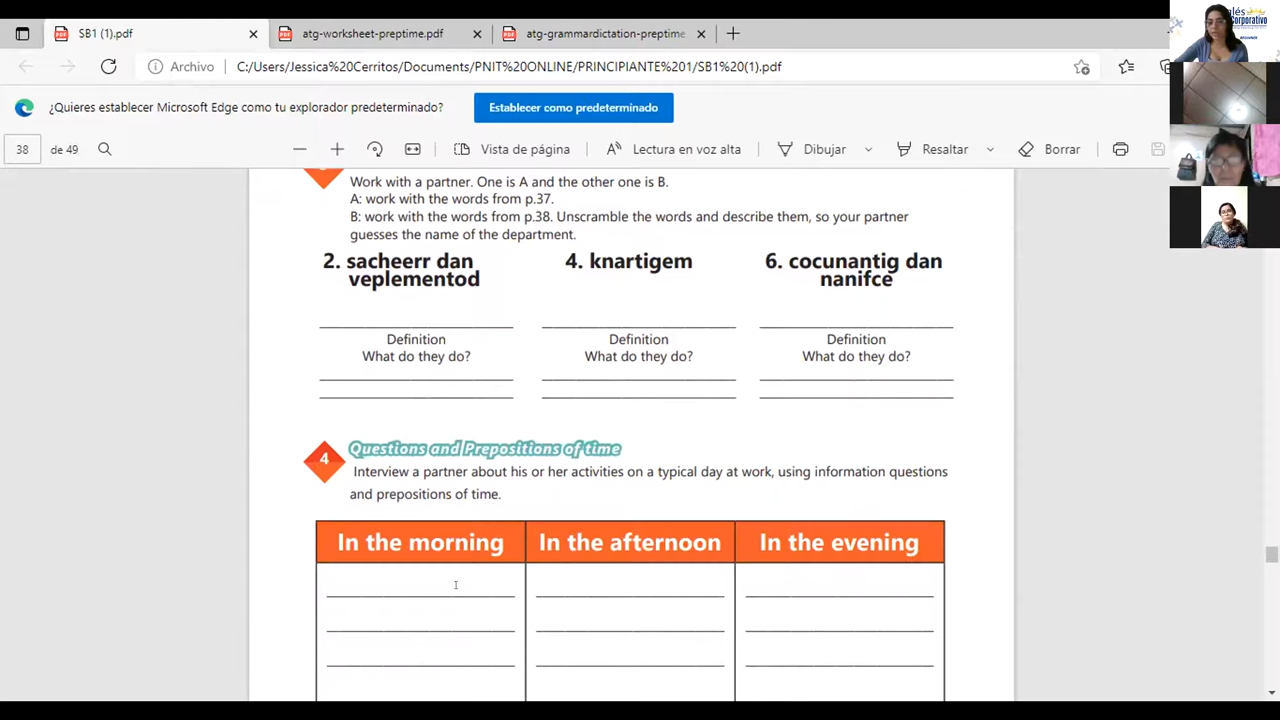 SB1 (1).pdf
atg-worksheet-preptime.pdf
atg-grammardictation-preptime
Archivo
C:/Users/Jessica%20Cerritos/Documents/PNIT%20ONLINE/PRINCIPIANTE%201/SB1%20(1).pdf
¿Quieres establecer Microsoft Edge como tu explorador predeterminado?
Establecer como predeterminado
38 de 49
Vista de página
Lectura en voz alta
Dibujar
Resaltar
Borrar
Work with a partner. One is A and the other one is B.
A: work with the words from p.37.
B: work with the words from p.38. Unscramble the words and describe them, so your partner
guesses the name of the department.
2. sacheerr dan
veplementod
4. knartigem
6. cocunantig dan
nanifce
Definition
What do they do?
Definition
What do they do?
Definition
What do they do?
4
Questions and Prepositions of time
Interview a partner about his or her activities on a typical day at work, using information questions
and prepositions of time.
In the morning
In the afternoon
In the evening
Corporativo